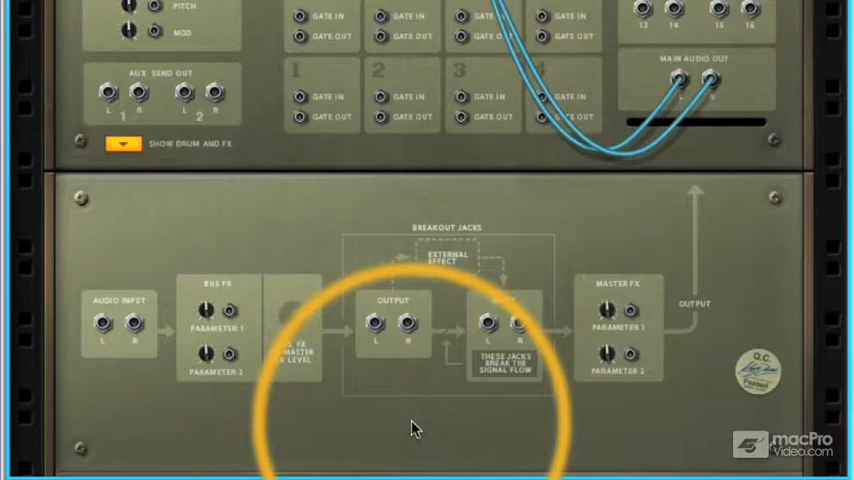 PITCH
MOD
GATE IN
GATE IN
GATE IN
GATE IN
GATE OUT
GATE OUT
GATE OUT
GATE OUT
13 14 15 16
AUX SEND OUT
L R L R
1 2
1 2 3 4
GATE IN
GATE IN
GATE IN
GATE IN
GATE OUT
GATE OUT
GATE OUT
GATE OUT
MAIN AUDIO OUT
L R
SHOW DRUM AND FX
BREAKOUT JACKS
EXTERNAL
EFFECT
AUDIO INPUT
L R
BUS FX
PARAMETER 1
PARAMETER 2
MASTER
LEVEL
OUTPUT
L R
L R
THESE JACKS
BREAK THE
SIGNAL FLOW
MASTER FX
PARAMETER 1
PARAMETER 2
OUTPUT
Q.C.
Passed
macPro
Video.com